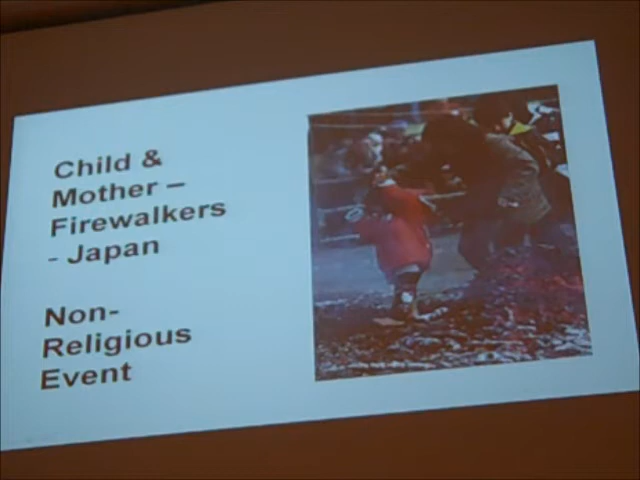 Child &
Mother –
Firewalkers
- Japan
Non-
Religious
Event